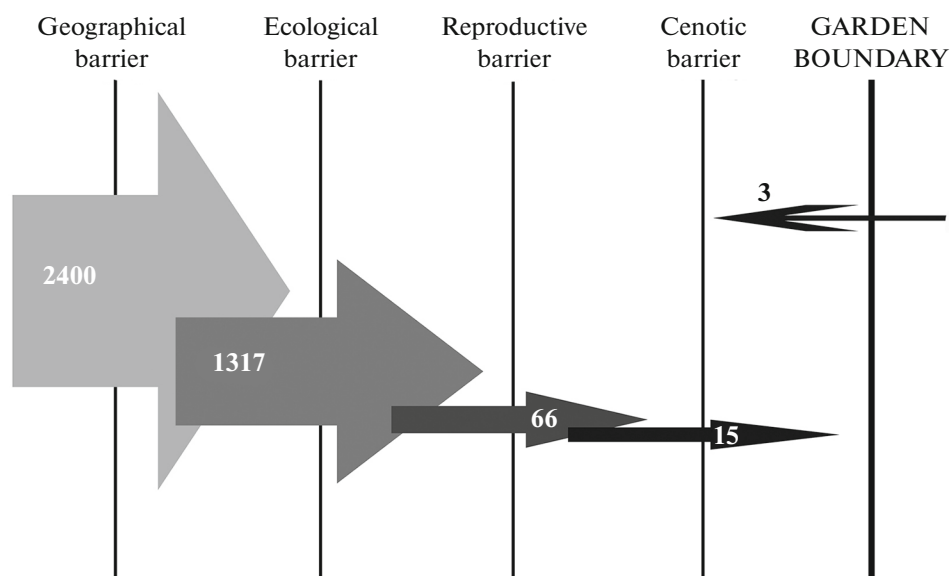 Geographical
barrier
Ecological
barrier
Reproductive
barrier
Cenotic
barrier
GARDEN
BOUNDARY
3
2400
1317
66
15